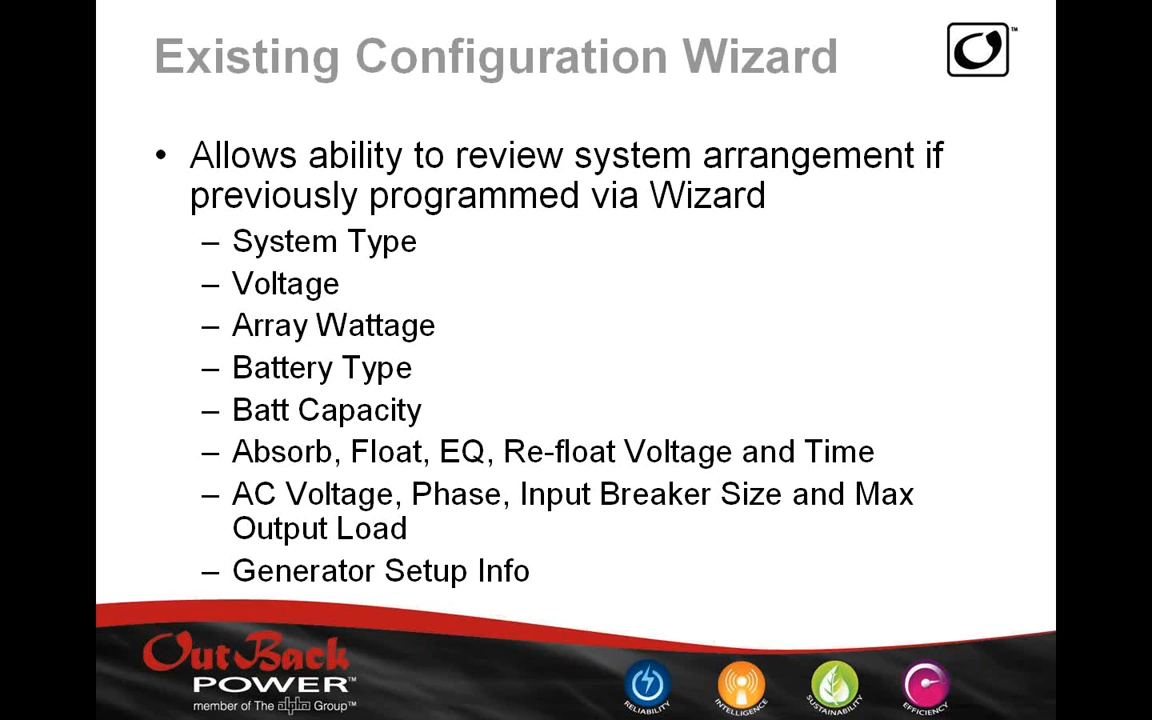 Existing Configuration Wizard
™
• Allows ability to review system arrangement if
previously programmed via Wizard
– System Type
– Voltage
– Array Wattage
– Battery Type
– Batt Capacity
– Absorb, Float, EQ, Re-float Voltage and Time
– AC Voltage, Phase, Input Breaker Size and Max
Output Load
– Generator Setup Info
OutBack
POWER™
member of The alpha Group™
RELIABILITY
INTELLIGENCE
SUSTAINABILITY
EFFICIENCY